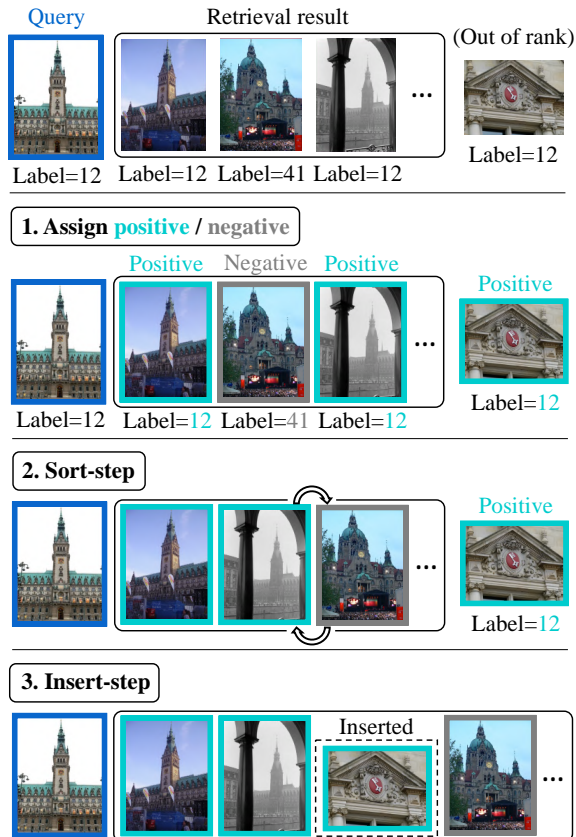 Query
Retrieval result
(Out of rank)
...
Label=12
Label=12
Label=41
Label=12
Label=12
1. Assign positive / negative
Positive
Negative
Positive
Positive
...
Label=12
Label=12
Label=41
Label=12
Label=12
2. Sort-step
Positive
...
Label=12
3. Insert-step
Inserted
...